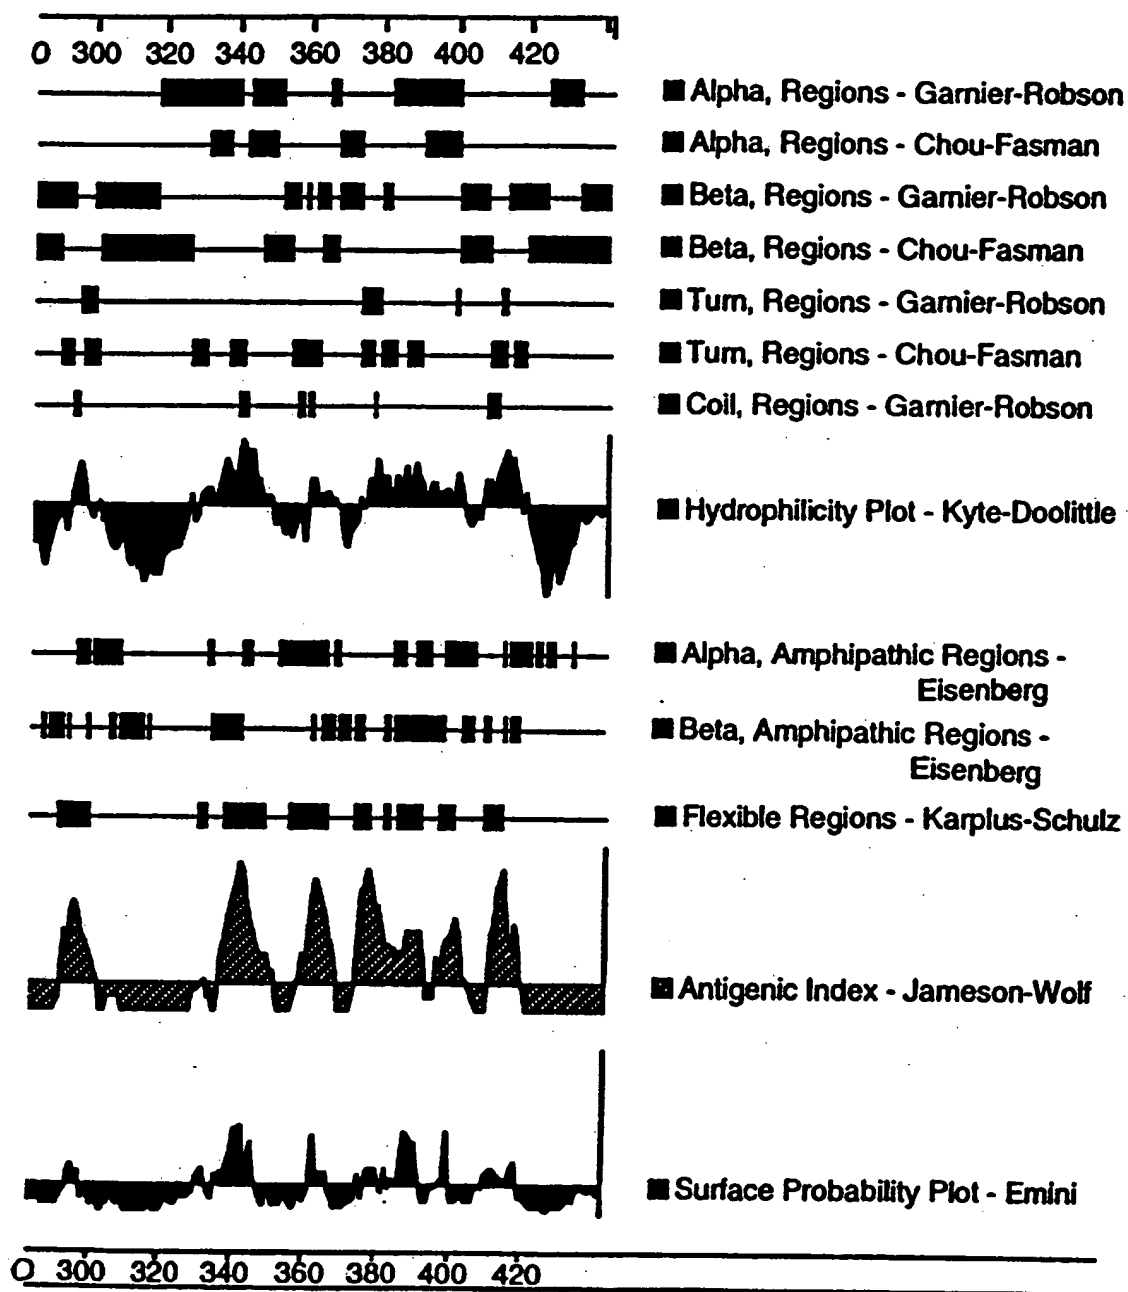 O 300 320 340 360 380 400 420
Alpha, Regions - Garnier-Robson
Alpha, Regions - Chou-Fasman
Beta, Regions - Garnier-Robson
Beta, Regions - Chou-Fasman
Turn, Regions - Garnier-Robson
Turn, Regions - Chou-Fasman
Coil, Regions - Garnier-Robson
Hydrophilicity Plot - Kyte-Doolittle
Alpha, Amphipathic Regions -
Eisenberg
Beta, Amphipathic Regions -
Eisenberg
Flexible Regions - Karplus-Schulz
Antigenic Index - Jameson-Wolf
Surface Probability Plot - Emini
O 300 320 340 360 380 400 420